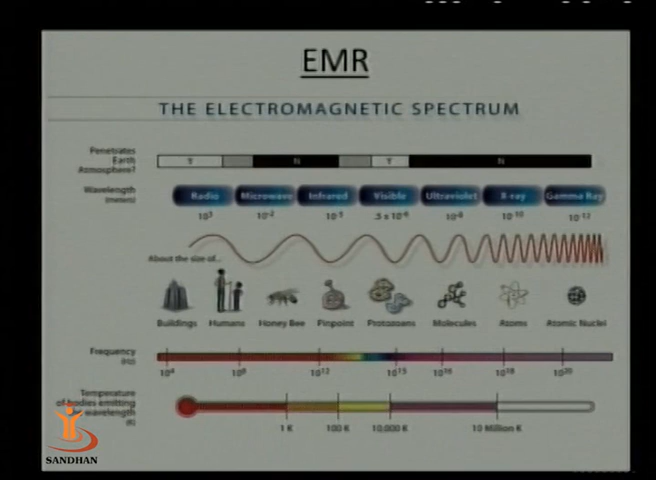 EMR
THE ELECTROMAGNETIC SPECTRUM
Penetrates
Earth
Atmosphere?
Y N Y N
Wavelength
(meters)
Radio Microwave Infrared Visible Ultraviolet X-ray Gamma Ray
10³ 10⁻² 10⁻⁵ .5 x 10⁻⁶ 10⁻⁸ 10⁻¹⁰ 10⁻¹²
About the size of...
Buildings Humans Honey Bee Pinpoint Protozoans Molecules Atoms Atomic Nuclei
Frequency
(Hz)
10⁴ 10⁸ 10¹² 10¹⁵ 10¹⁶ 10¹⁸ 10²⁰
Temperature
of bodies emitting
wavelength
(K)
1 K 100 K 10,000 K 10 Million K
SANDHAN